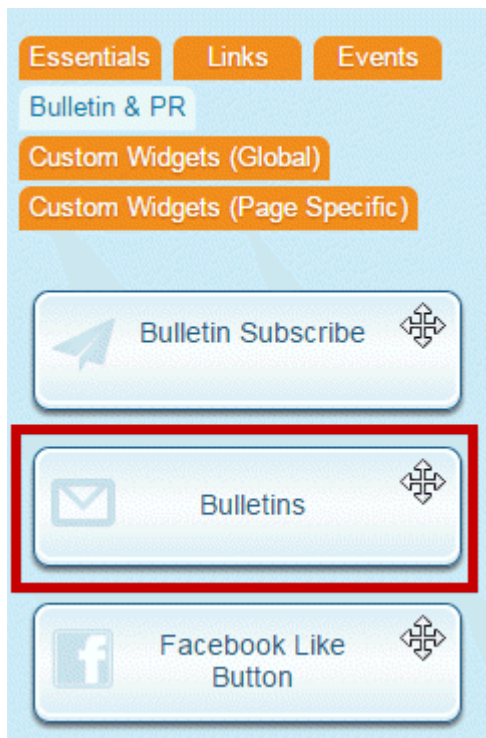 Essentials Links Events
Bulletin & PR
Custom Widgets (Global)
Custom Widgets (Page Specific)
Bulletin Subscribe
Bulletins
Facebook Like
Button